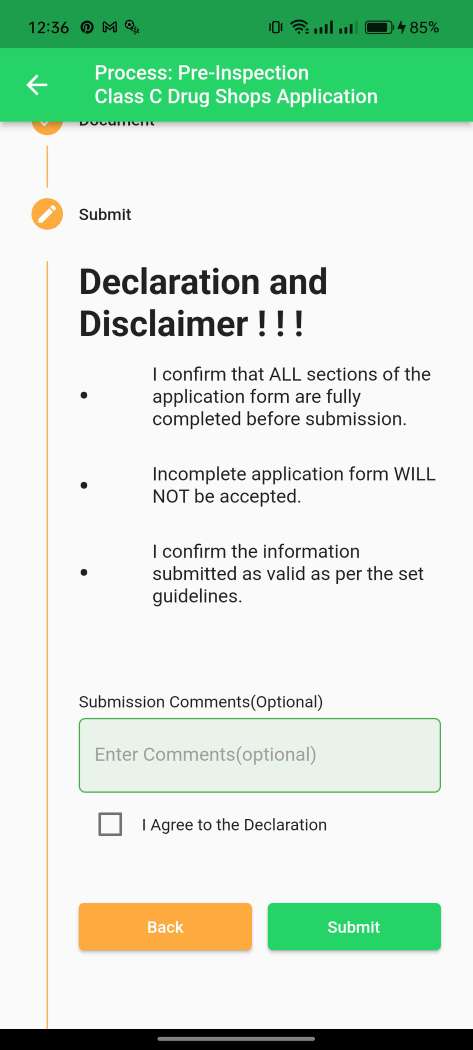 12:36
85%
Process: Pre-Inspection
Class C Drug Shops Application
Document
Submit
Declaration and
Disclaimer ! ! !
• I confirm that ALL sections of the
application form are fully
completed before submission.
• Incomplete application form WILL
NOT be accepted.
• I confirm the information
submitted as valid as per the set
guidelines.
Submission Comments(Optional)
Enter Comments(optional)
I Agree to the Declaration
Back
Submit